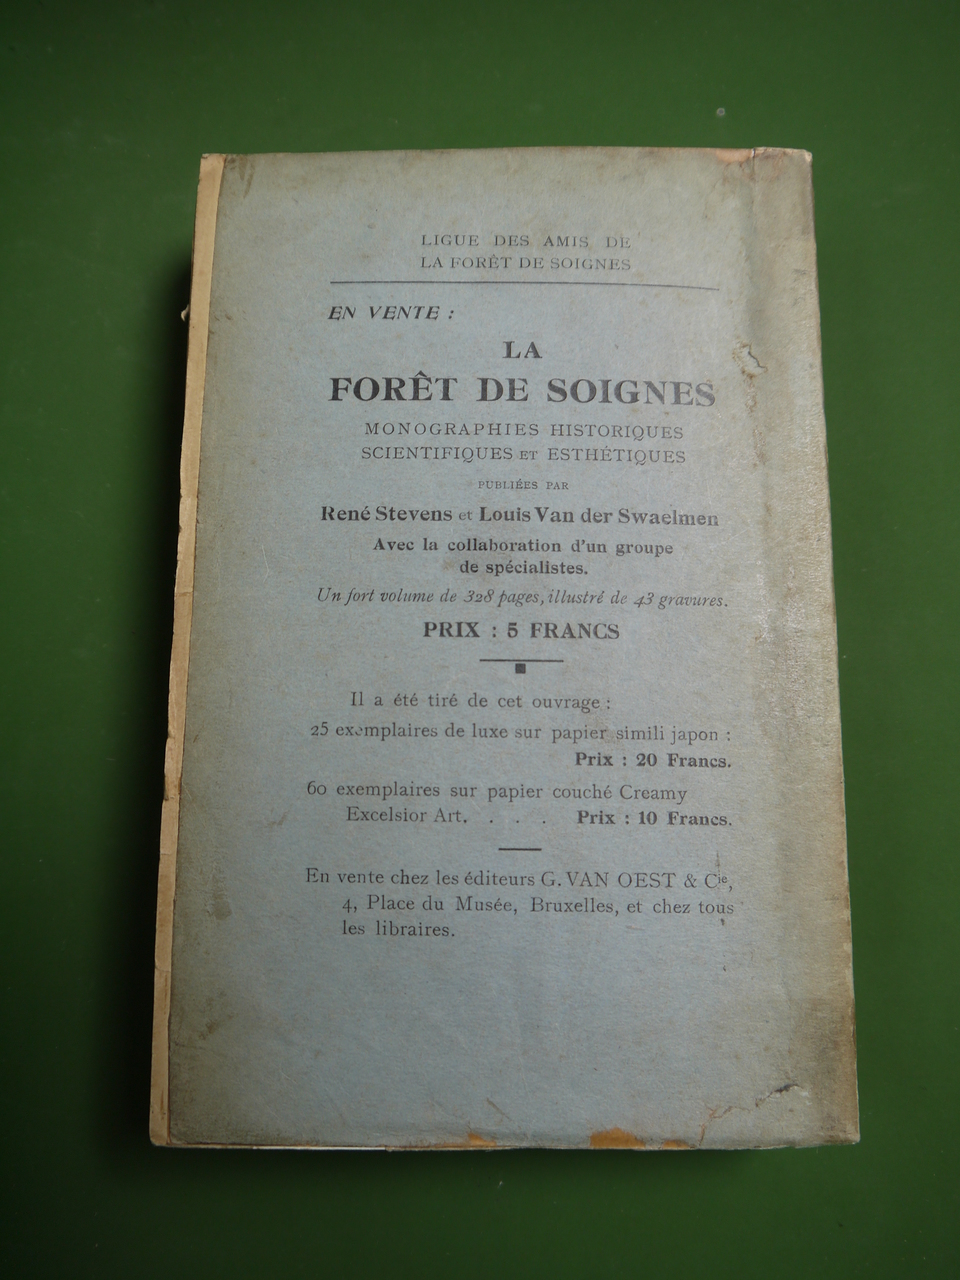 LIGUE DES AMIS DE
LA FORÊT DE SOIGNES
EN VENTE :
LA
FORÊT DE SOIGNES
MONOGRAPHIES HISTORIQUES
SCIENTIFIQUES ET ESTHÉTIQUES
PUBLIÉES PAR
René Stevens et Louis Van der Swaelmen
Avec la collaboration d'un groupe
de spécialistes.
Un fort volume de 328 pages, illustré de 43 gravures.
PRIX : 5 FRANCS
Il a été tiré de cet ouvrage :
25 exemplaires de luxe sur papier simili japon :
Prix : 20 Francs.
60 exemplaires sur papier couché Creamy
Excelsior Art. . . . Prix : 10 Francs.
En vente chez les éditeurs G. VAN OEST & Cie,
4, Place du Musée, Bruxelles, et chez tous
les libraires.